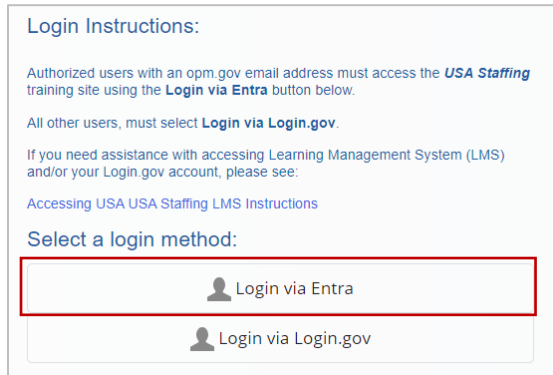 Login Instructions:
Authorized users with an opm.gov email address must access the USA Staffing
training site using the Login via Entra button below.
All other users, must select Login via Login.gov.
If you need assistance with accessing Learning Management System (LMS)
and/or your Login.gov account, please see:
Accessing USA USA Staffing LMS Instructions
Select a login method:
Login via Entra
Login via Login.gov